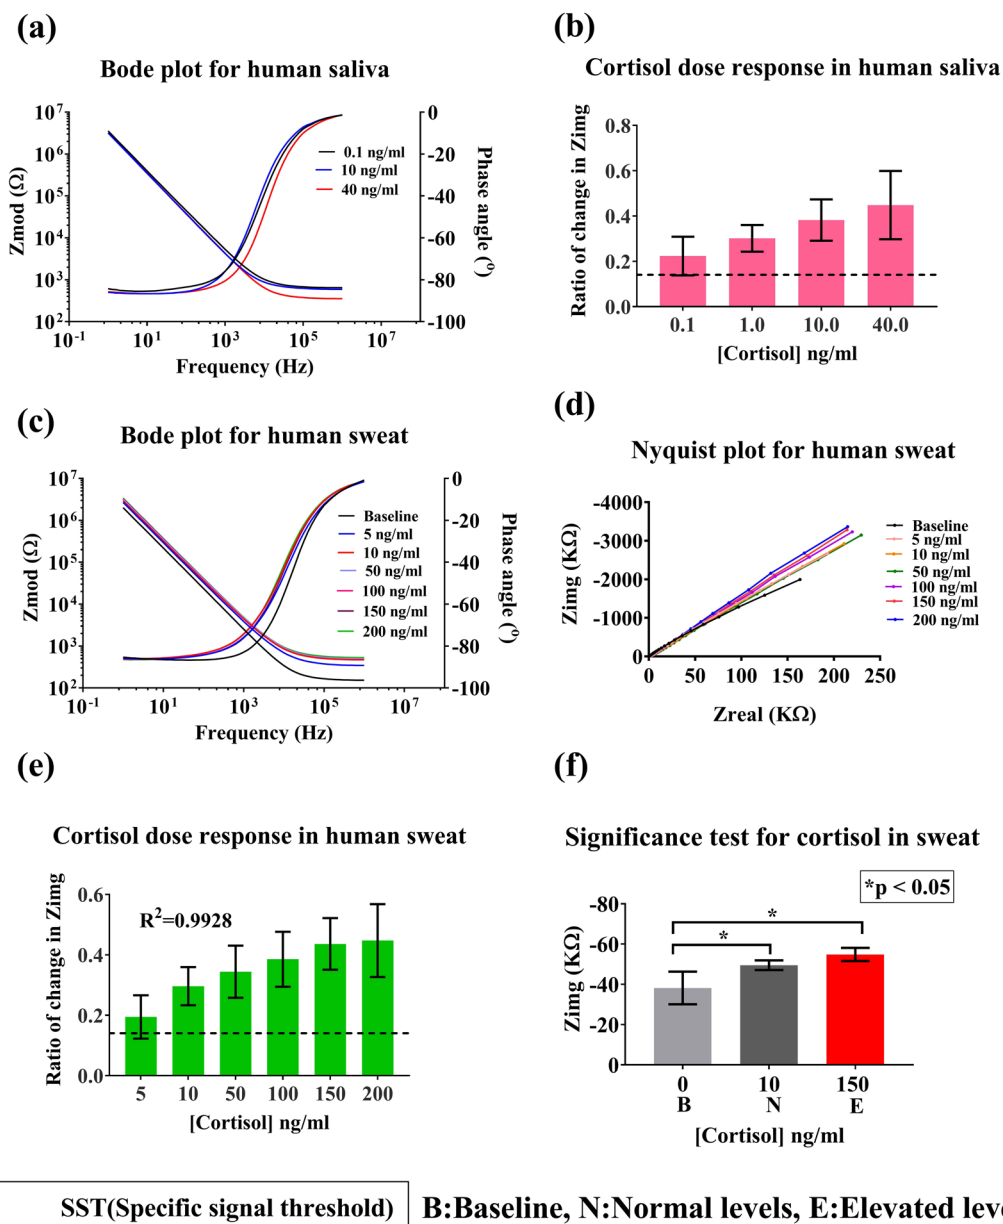 (a)
Bode plot for human saliva
Zmod (Ω)
10^7
10^6
10^5
10^4
10^3
10^2
10^-1
10^1
10^3
10^5
10^7
Frequency (Hz)
0
-20
-40
-60
-80
-100
Phase angle (°)
0.1 ng/ml
10 ng/ml
40 ng/ml
(b)
Cortisol dose response in human saliva
Ratio of change in Zimg
0.8
0.6
0.4
0.2
0.0
0.1 1.0 10.0 40.0
[Cortisol] ng/ml
(c)
Bode plot for human sweat
Zmod (Ω)
10^7
10^6
10^5
10^4
10^3
10^2
10^-1
10^1
10^3
10^5
10^7
Frequency (Hz)
0
-20
-40
-60
-80
-100
Phase angle (°)
Baseline
5 ng/ml
10 ng/ml
50 ng/ml
100 ng/ml
150 ng/ml
200 ng/ml
(d)
Nyquist plot for human sweat
Zimg (KΩ)
-4000
-3000
-2000
-1000
0
0 50 100 150 200 250
Zreal (KΩ)
Baseline
5 ng/ml
10 ng/ml
50 ng/ml
100 ng/ml
150 ng/ml
200 ng/ml
(e)
Cortisol dose response in human sweat
Ratio of change in Zimg
0.6
0.4
0.2
0.0
R^2=0.9928
5 10 50 100 150 200
[Cortisol] ng/ml
(f)
Significance test for cortisol in sweat
*p < 0.05
Zimg (KΩ)
-80
-60
-40
-20
0
*
*
0 10 150
B N E
[Cortisol] ng/ml
SST(Specific signal threshold)
B:Baseline, N:Normal levels, E:Elevated leve